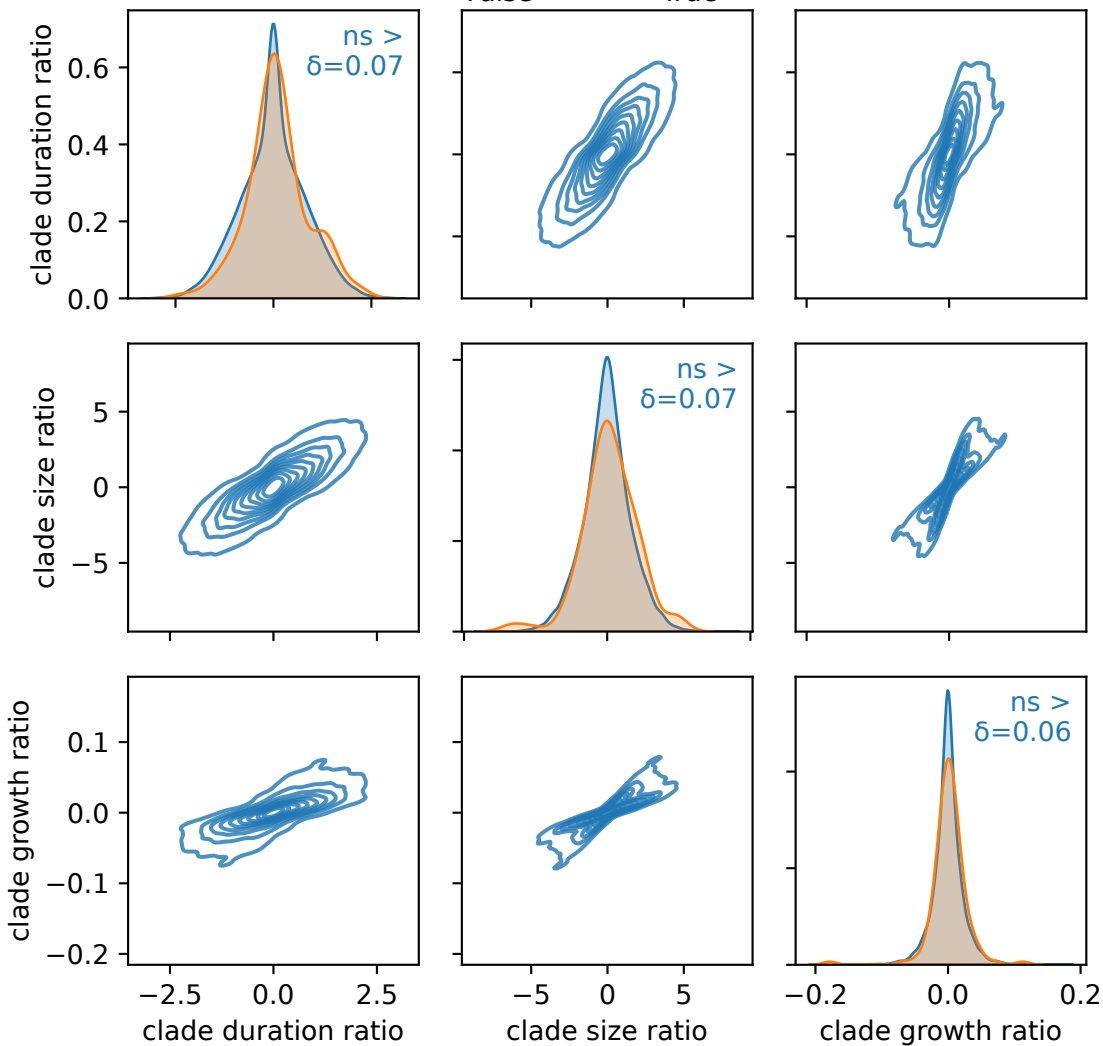 ns >
δ=0.07
clade duration ratio
0.6
0.4
0.2
0.0
ns >
δ=0.07
clade size ratio
5
0
−5
ns >
δ=0.06
clade growth ratio
0.1
0.0
−0.1
−0.2
−2.5 0.0 2.5
−5 0 5
−0.2 0.0 0.2
clade duration ratio
clade size ratio
clade growth ratio